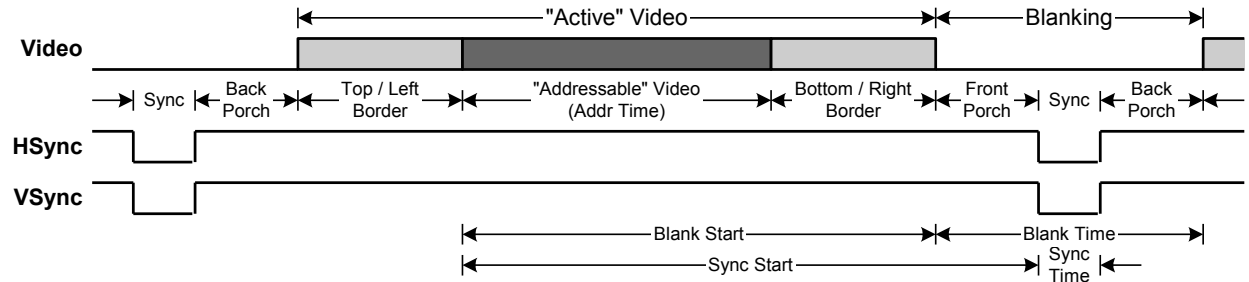 "Active" Video
Blanking
Video
Sync
Back
Porch
Top / Left
Border
"Addressable" Video
(Addr Time)
Bottom / Right
Border
Front
Porch
Sync
Back
Porch
HSync
VSync
Blank Start
Blank Time
Sync Start
Sync
Time